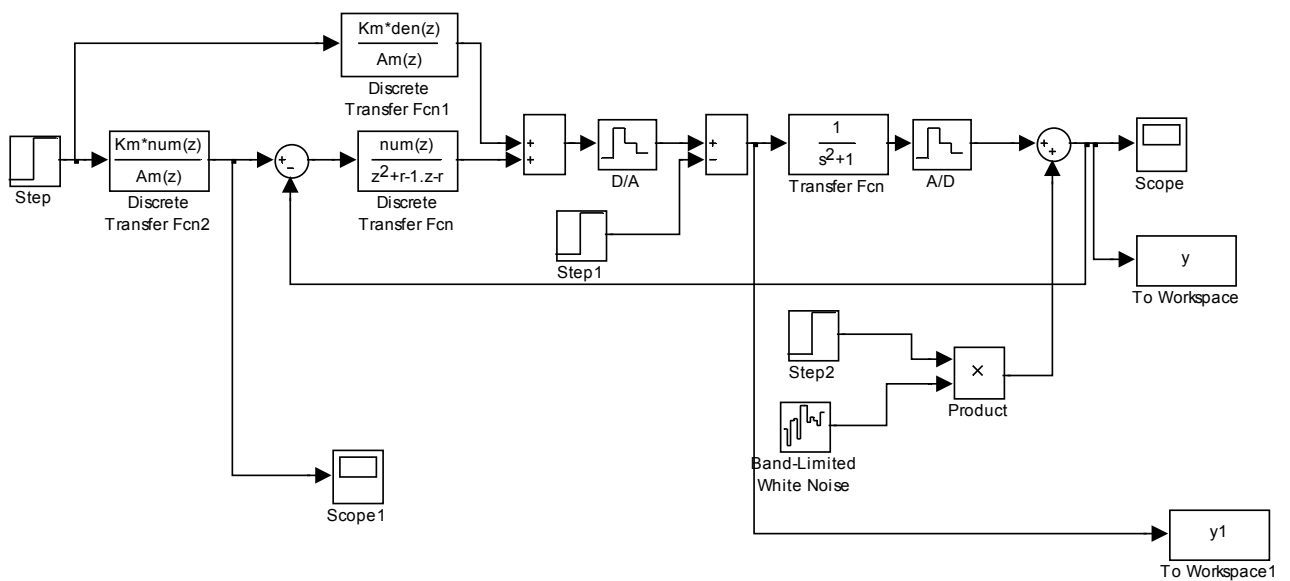 Km*den(z)
Am(z)
Discrete
Transfer Fcn1
Step
Km*num(z)
Am(z)
Discrete
Transfer Fcn2
+
−
num(z)
z2+r-1.z-r
Discrete
Transfer Fcn
+
+
D/A
Step1
+
−
1
s2+1
Transfer Fcn
A/D
+
+
Scope
y
To Workspace
Step2
×
Product
Band-Limited
White Noise
Scope1
y1
To Workspace1